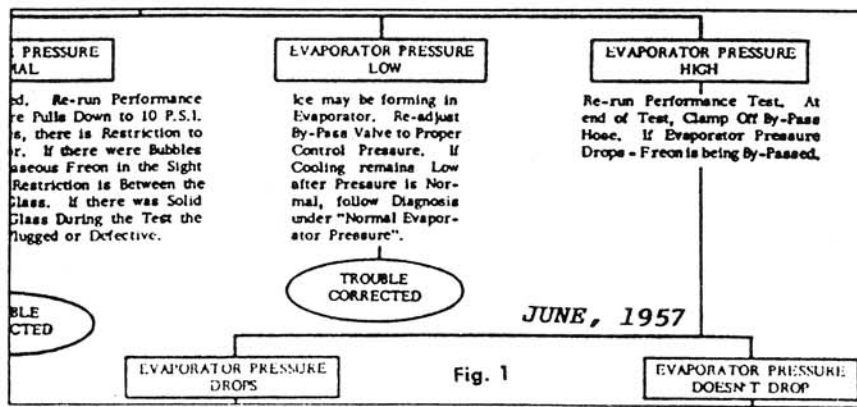 PRESSURE
MAL
ed. Re-run Performance
re Pulls Down to 10 P.S.I.
s, there is Restriction to
r. If there were Bubbles
aseous Freon in the Sight
Restriction is Between the
Glass. If there was Solid
Glass During the Test the
lugged or Defective.
BLE
CTED
EVAPORATOR PRESSURE
LOW
Ice may be forming in
Evaporator. Re-adjust
By-Pass Valve to Proper
Control Pressure. If
Cooling remains Low
after Pressure is Nor-
mal, follow Diagnosis
under "Normal Evapor-
ator Pressure".
TROUBLE
CORRECTED
EVAPORATOR PRESSURE
HIGH
Re-run Performance Test. At
end of Test, Clamp Off By-Pass
Hose. If Evaporator Pressure
Drops - Freon is being By-Passed.
JUNE, 1957
EVAPORATOR PRESSURE
DROPS
Fig. 1
EVAPORATOR PRESSURE
DOESN'T DROP